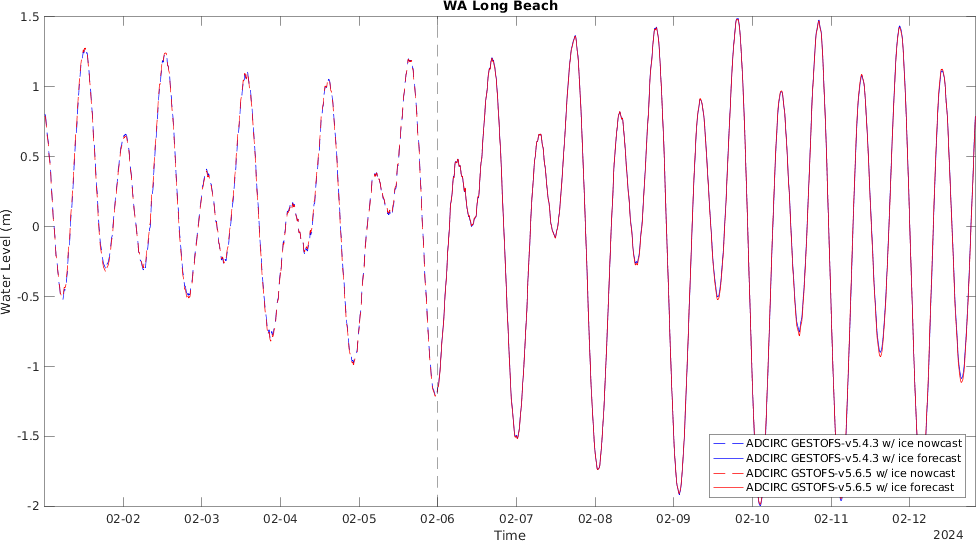 WA Long Beach
1.5
1
0.5
0
-0.5
-1
-1.5
-2
Water Level (m)
02-02 02-03 02-04 02-05 02-06 02-07 02-08 02-09 02-10 02-11 02-12
Time
2024
ADCIRC GESTOFS-v5.4.3 w/ ice nowcast
ADCIRC GESTOFS-v5.4.3 w/ ice forecast
ADCIRC GSTOFS-v5.6.5 w/ ice nowcast
ADCIRC GSTOFS-v5.6.5 w/ ice forecast